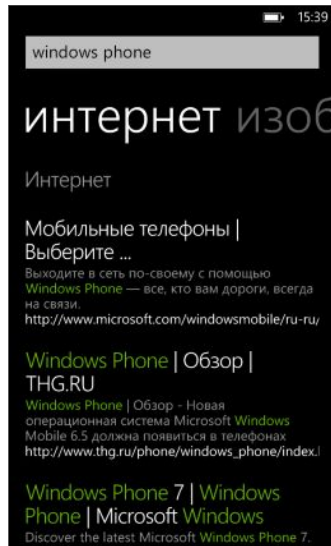 15:39
windows phone
интернет изоб
Интернет
Мобильные телефоны |
Выберите ...
Выходите в сеть по-своему с помощью
Windows Phone — все, кто вам дороги, всегда
на связи.
http://www.microsoft.com/windowsmobile/ru-ru/
Windows Phone | Обзор |
THG.RU
Windows Phone | Обзор - Новая
операционная система Microsoft Windows
Mobile 6.5 должна появиться в телефонах
http://www.thg.ru/phone/windows_phone/index.
Windows Phone 7 | Windows
Phone | Microsoft Windows
Discover the latest Microsoft Windows Phone 7.